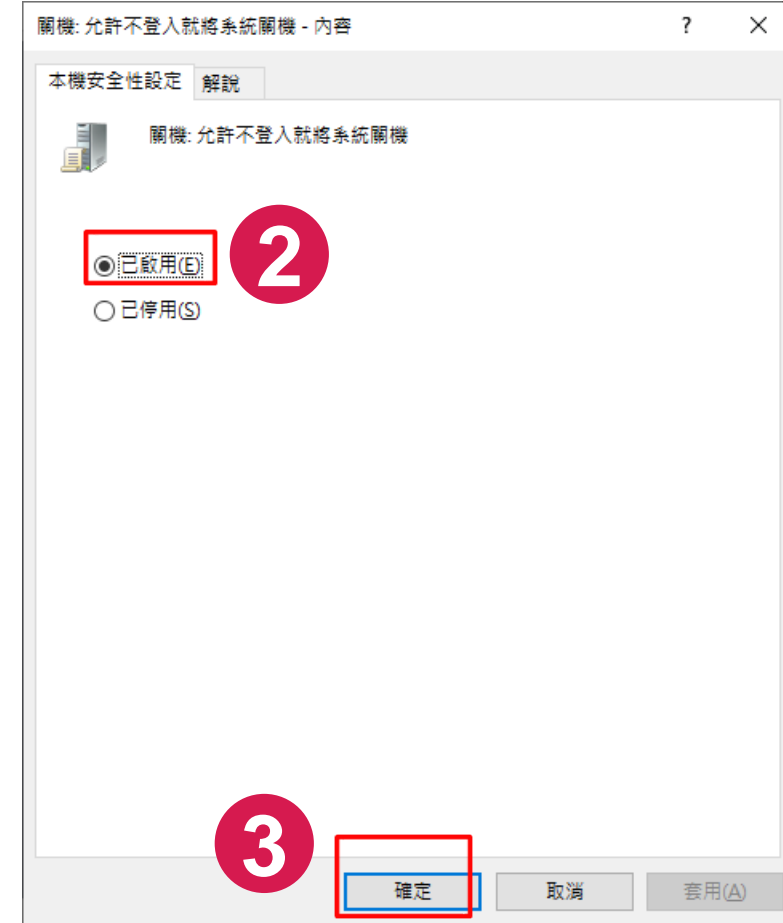 關機: 允許不登入就將系統關機 - 內容 ?
本機安全性設定 解說
關機: 允許不登入就將系統關機
已啟用(E)
2
已停用(S)
3
確定 取消 套用(A)